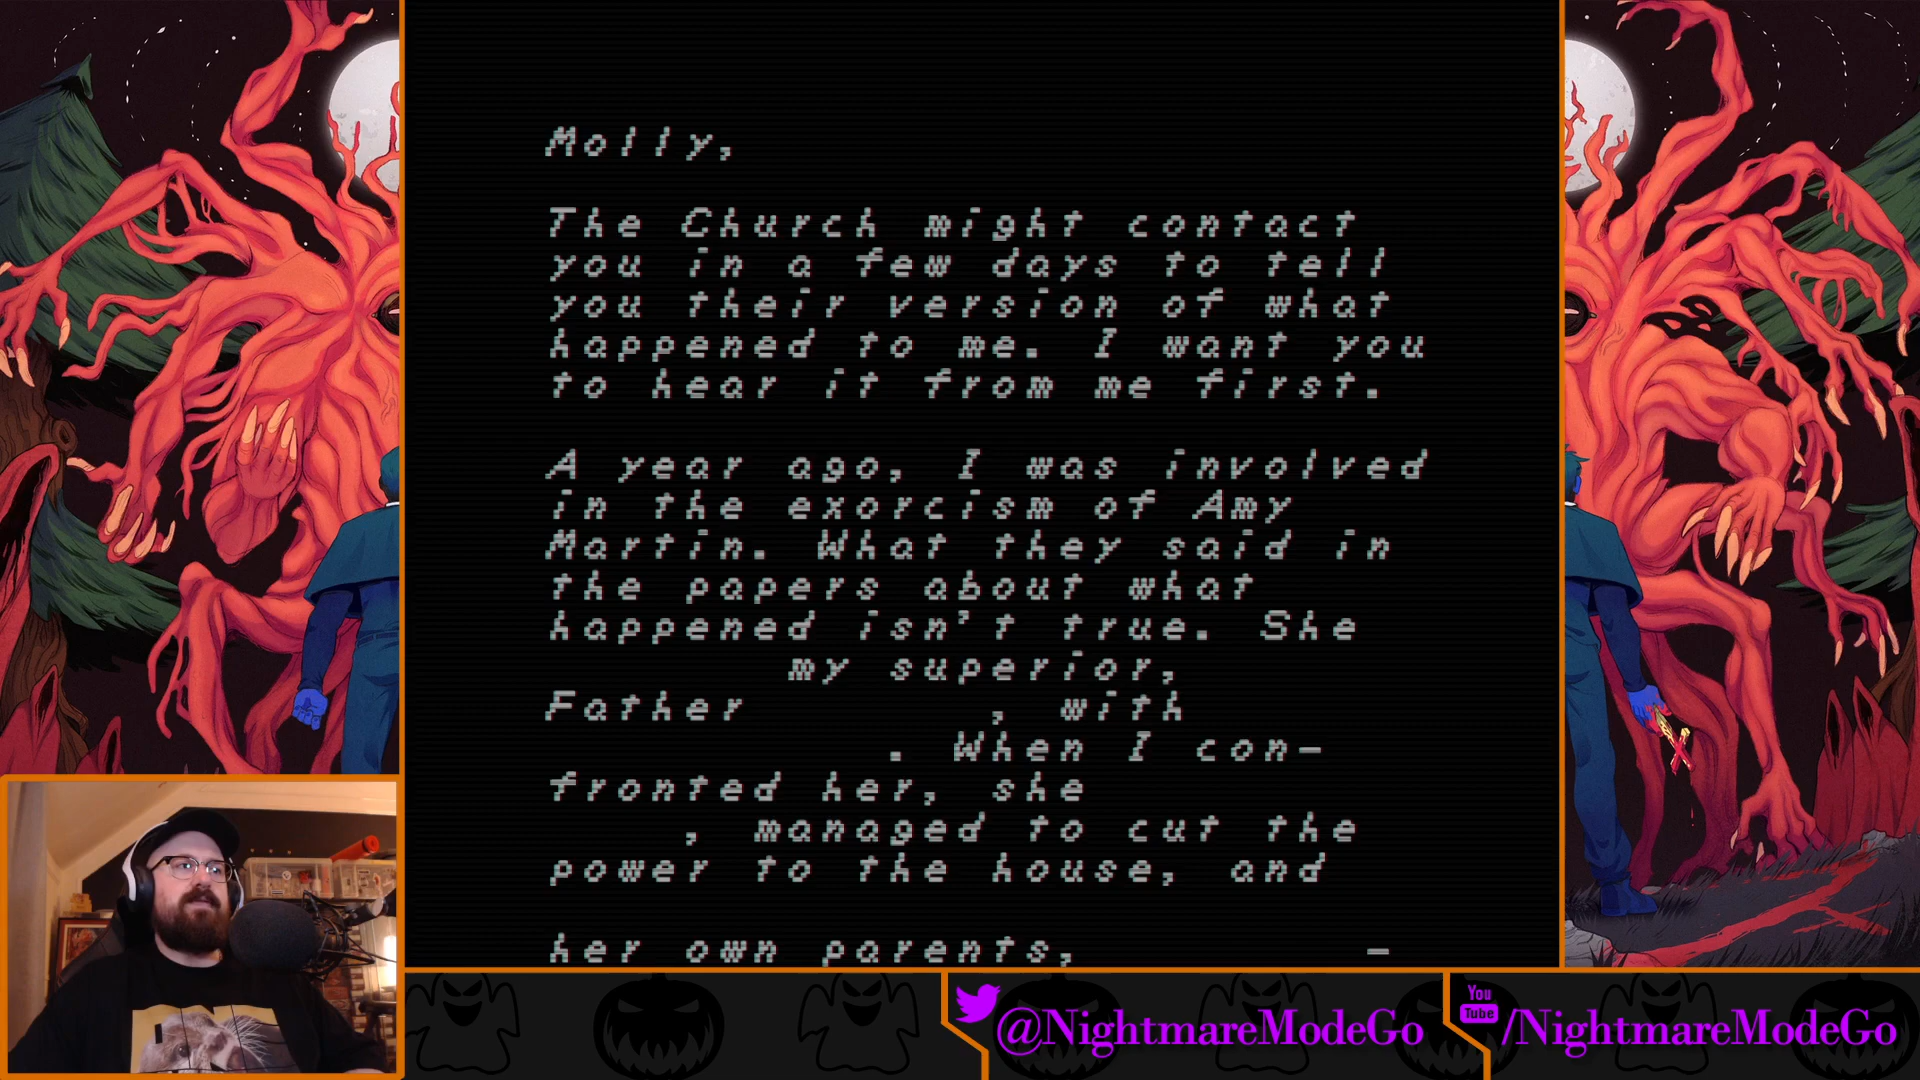 Molly,
The Church might contact
you in a few days to tell
you their version of what
happened to me. I want you
to hear it from me first.
A year ago, I was involved
in the exorcism of Amy
Martin. What they said in
the papers about what
happened isn't true. She
my superior,
Father , with
. When I con-
fronted her, she
, managed to cut the
power to the house, and
her own parents, -
@NightmareModeGo
You
Tube
/NightmareModeGo